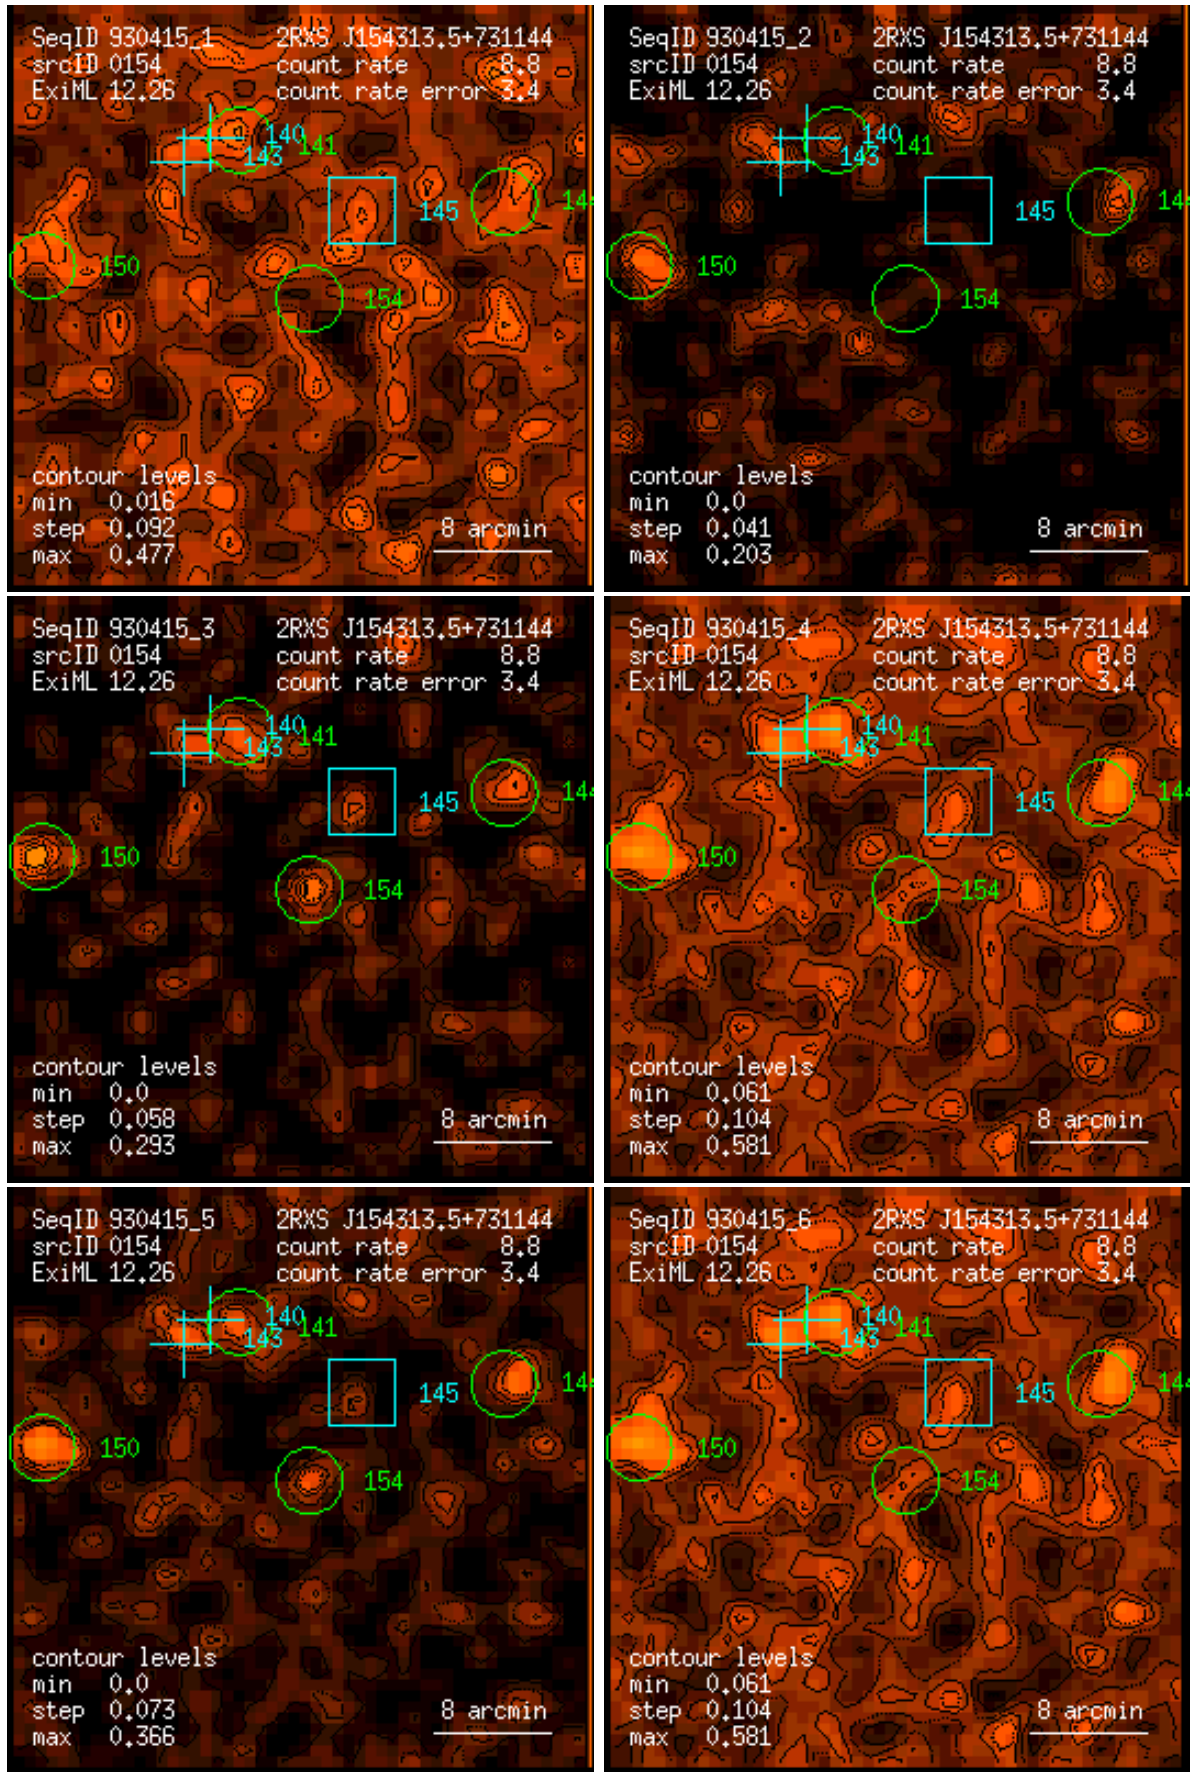 SeqID 930415_1 2RXS J154313.5+731144
srcID 0154 count rate 8.8
ExiML 12.26 count rate error 3.4
140 141
143
144
145
150
154
contour levels
min 0.016
step 0.092 8 arcmin
max 0.477
SeqID 930415_2 2RXS J154313.5+731144
srcID 0154 count rate 8.8
ExiML 12.26 count rate error 3.4
140 141
143
144
145
150
154
contour levels
min 0.0
step 0.041 8 arcmin
max 0.203
SeqID 930415_3 2RXS J154313.5+731144
srcID 0154 count rate 8.8
ExiML 12.26 count rate error 3.4
140 141
143
144
145
150
154
contour levels
min 0.0
step 0.058 8 arcmin
max 0.293
SeqID 930415_4 2RXS J154313.5+731144
srcID 0154 count rate 8.8
ExiML 12.26 count rate error 3.4
140 141
143
144
145
150
154
contour levels
min 0.061
step 0.104 8 arcmin
max 0.581
SeqID 930415_5 2RXS J154313.5+731144
srcID 0154 count rate 8.8
ExiML 12.26 count rate error 3.4
140 141
143
144
145
150
154
contour levels
min 0.0
step 0.073 8 arcmin
max 0.366
SeqID 930415_6 2RXS J154313.5+731144
srcID 0154 count rate 8.8
ExiML 12.26 count rate error 3.4
140 141
143
144
145
150
154
contour levels
min 0.061
step 0.104 8 arcmin
max 0.581